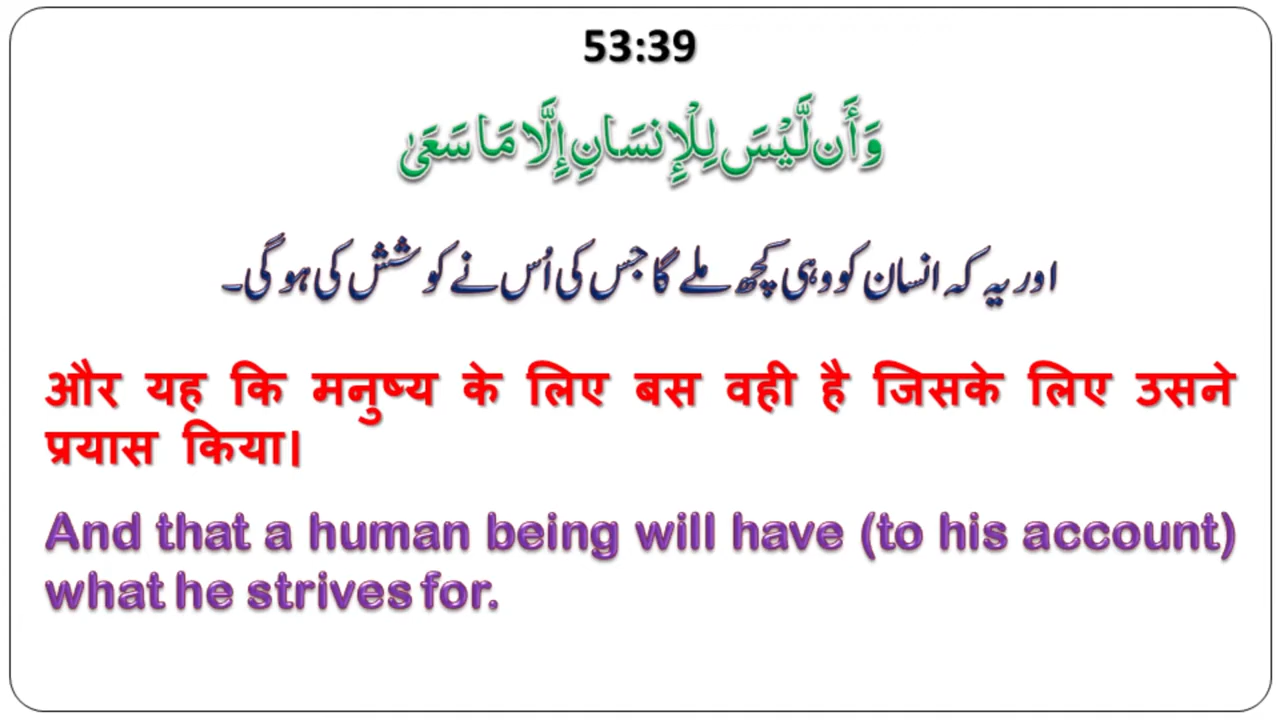 53:39
وَأَن لَّيْسَ لِلْإِنسَانِ إِلَّا مَا سَعَىٰ
اور یہ کہ انسان کو وہی کچھ ملے گا جس کی اُس نے کوشش کی ہو گی۔
और यह कि मनुष्य के लिए बस वही है जिसके लिए उसने
प्रयास किया।
And that a human being will have (to his account)
what he strives for.